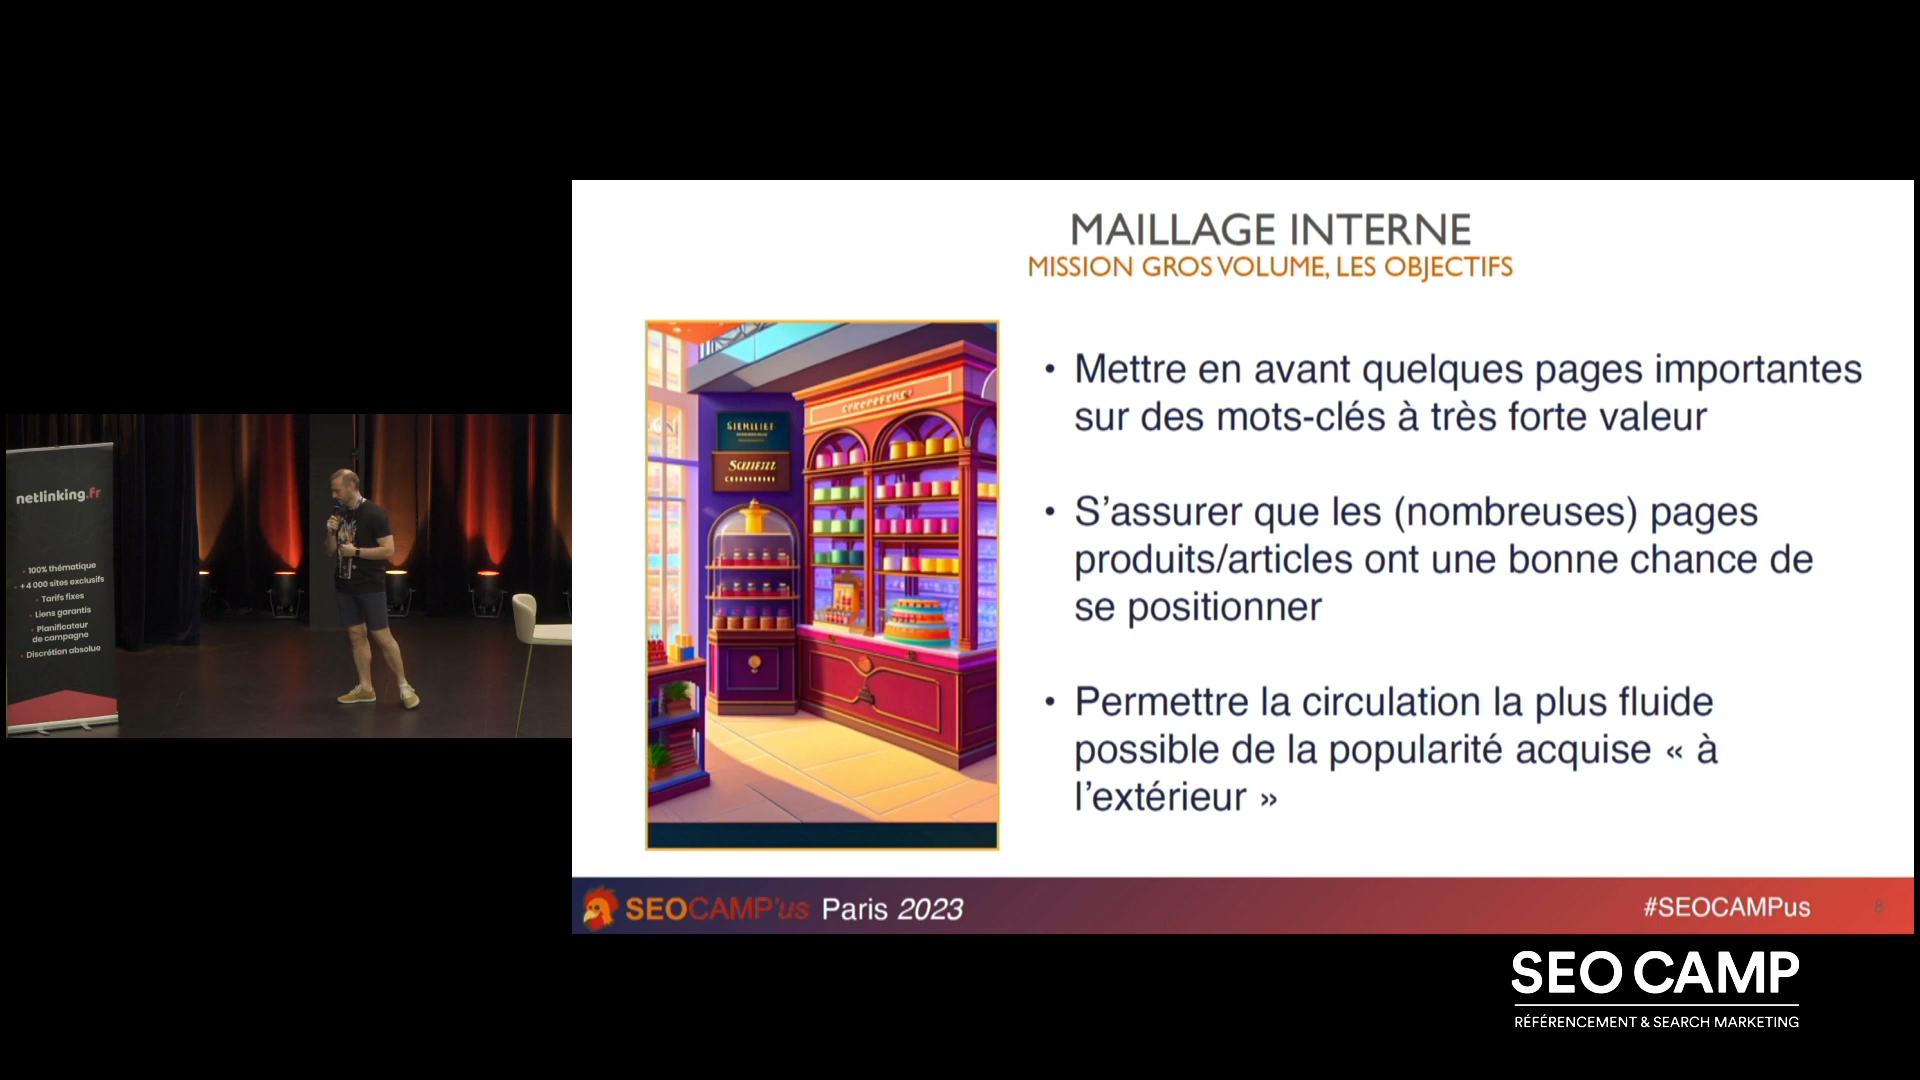 MAILLAGE INTERNE
MISSION GROS VOLUME, LES OBJECTIFS
• Mettre en avant quelques pages importantes
sur des mots-clés à très forte valeur
• S’assurer que les (nombreuses) pages
produits/articles ont une bonne chance de
se positionner
• Permettre la circulation la plus fluide
possible de la popularité acquise « à
l’extérieur »
netlinking.fr
• 100% thématique
• +4 000 sites exclusifs
• Tarifs fixes
• Liens garantis
• Planificateur
de campagne
• Discrétion absolue
SEOCAMP'us Paris 2023
#SEOCAMPus
8
SEO CAMP
RÉFÉRENCEMENT & SEARCH MARKETING